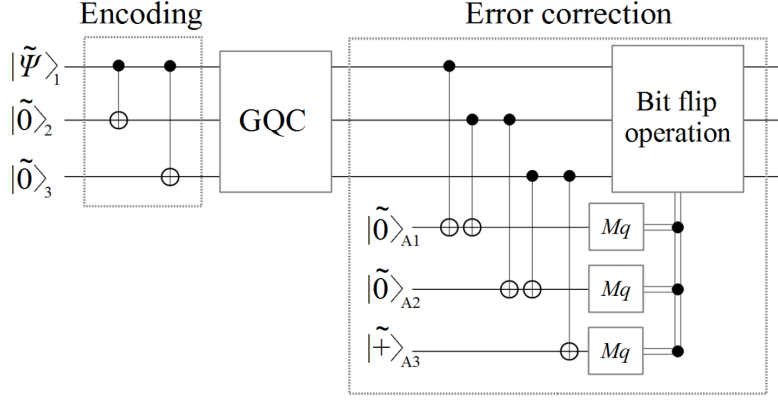 Encoding
Error correction
|Ψ̃⟩₁
|0̃⟩₂
|0̃⟩₃
GQC
Bit flip
operation
|0̃⟩A1
Mq
|0̃⟩A2
Mq
|+̃⟩A3
Mq